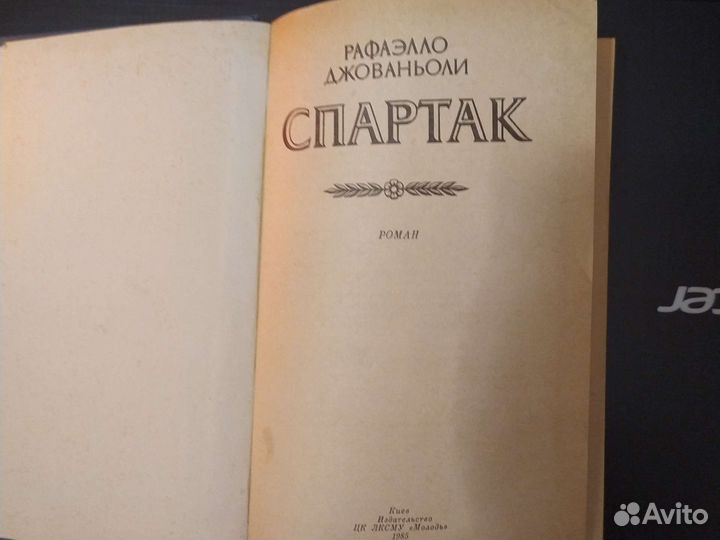 РАФАЭЛЛО
ДЖОВАНЬОЛИ
СПАРТАК
РОМАН
Киев
Издательство
ЦК ЛКСМУ «Молодь»
1985
Avito